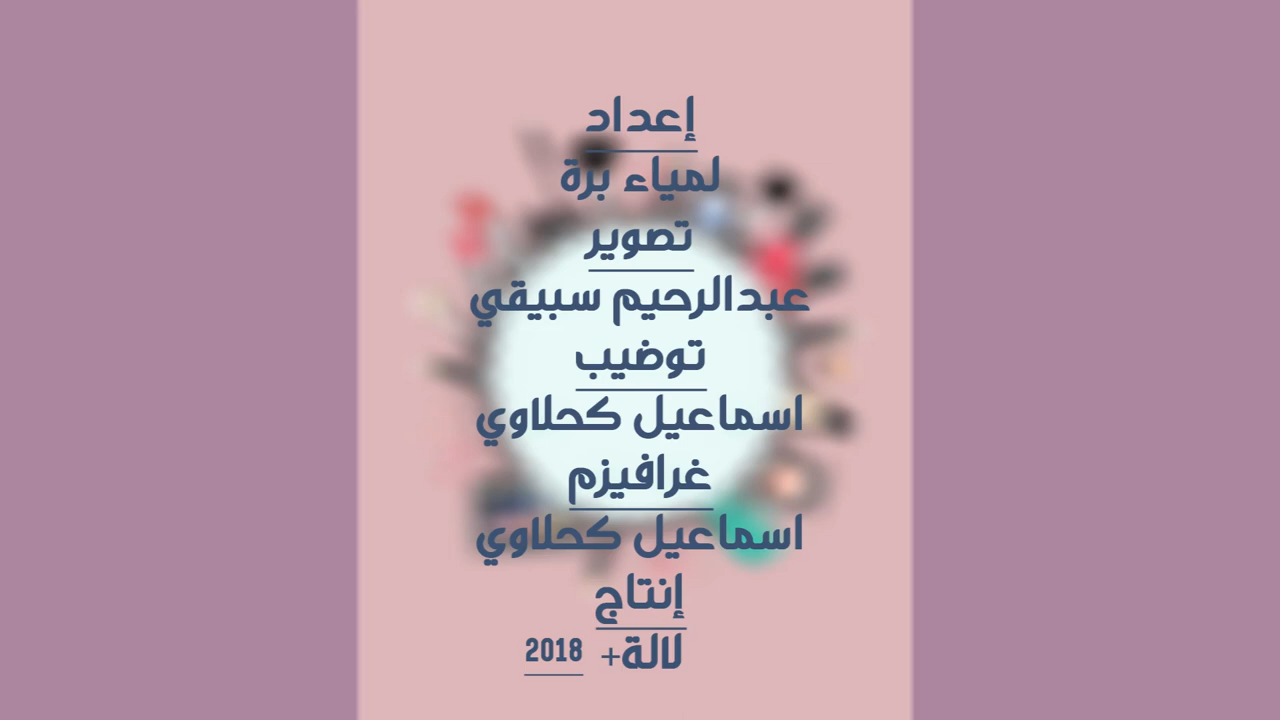 إعداد
لمياء برة
تصوير
عبدالرحيم سبيقي
توضيب
اسماعيل كحلاوي
غرافيزم
اسماعيل كحلاوي
إنتاج
لالة+ 2018